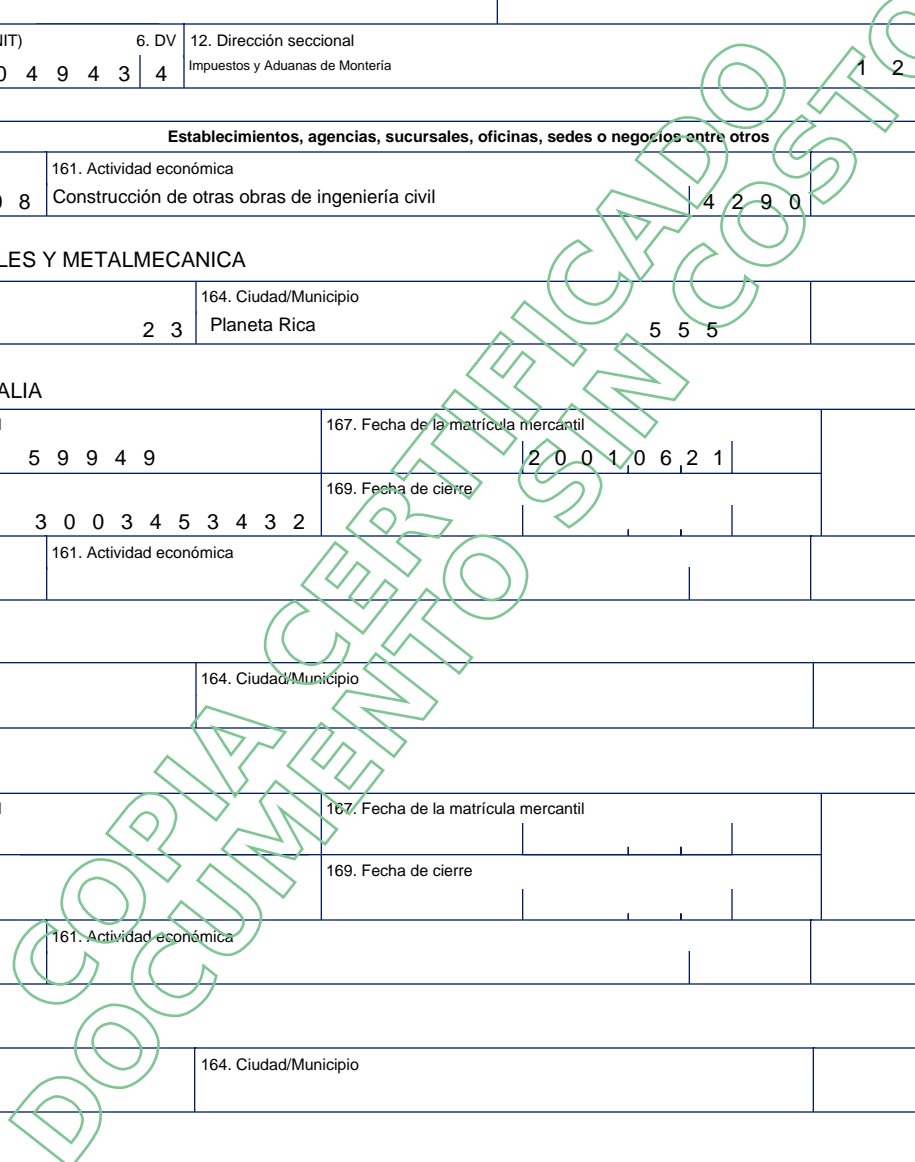 NIT) 6. DV 12. Dirección seccional
0 4 9 4 3 4 Impuestos y Aduanas de Montería 1 2
Establecimientos, agencias, sucursales, oficinas, sedes o negocios entre otros
161. Actividad económica
8 Construcción de otras obras de ingeniería civil 4 2 9 0
LES Y METALMECANICA
164. Ciudad/Municipio
2 3 Planeta Rica 5 5 5
ALIA
167. Fecha de la matrícula mercantil
5 9 9 4 9 2 0 0 1 0 6 2 1
169. Fecha de cierre
3 0 0 3 4 5 3 4 3 2
161. Actividad económica
164. Ciudad/Municipio
167. Fecha de la matrícula mercantil
169. Fecha de cierre
161. Actividad económica
164. Ciudad/Municipio
COPIA CERTIFICADO
DOCUMENTO SIN COSTO